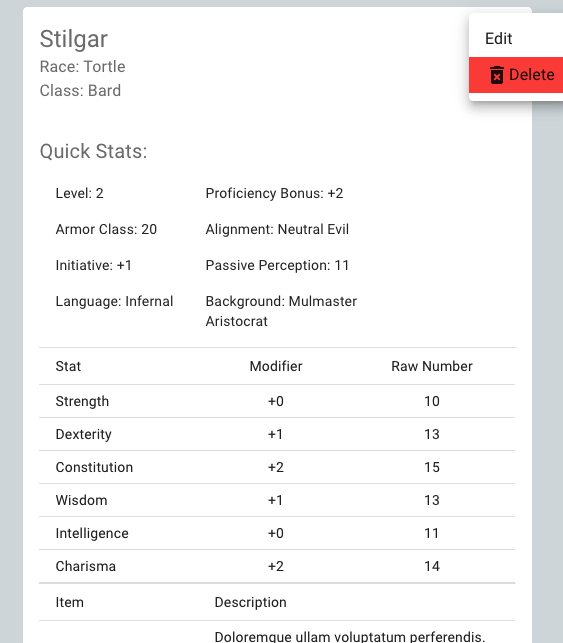 Stilgar
Race: Tortle
Class: Bard
Edit
Delete
Quick Stats:
Level: 2 Proficiency Bonus: +2
Armor Class: 20 Alignment: Neutral Evil
Initiative: +1 Passive Perception: 11
Language: Infernal Background: Mulmaster
Aristocrat
Stat Modifier Raw Number
Strength +0 10
Dexterity +1 13
Constitution +2 15
Wisdom +1 13
Intelligence +0 11
Charisma +2 14
Item Description
Doloremque ullam voluptatum perferendis.